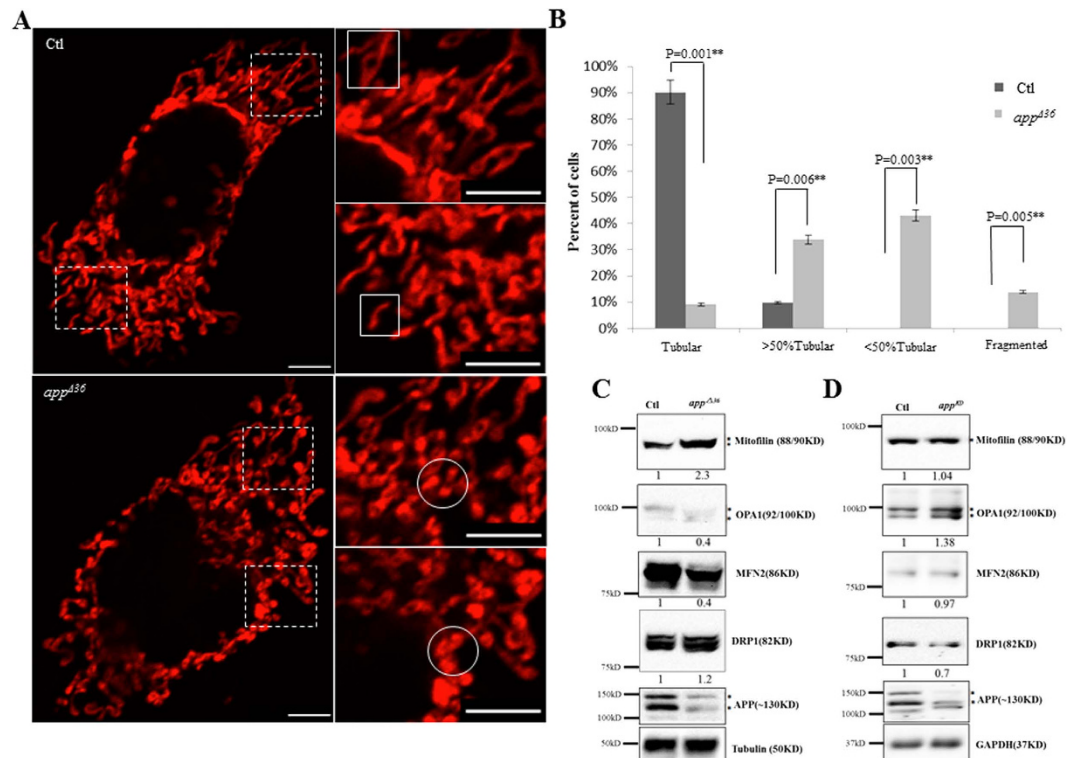 A
Ctl
app^Δ36
B
P=0.001**
P=0.006**
P=0.003**
P=0.005**
Ctl
app^Δ36
Percent of cells
100%
90%
80%
70%
60%
50%
40%
30%
20%
10%
0%
Tubular
>50%Tubular
<50%Tubular
Fragmented
C
Ctl
app^Δ36
100kD
Mitofilin (88/90KD)
1 2.3
100kD
OPA1(92/100KD)
1 0.4
MFN2(86KD)
75kD
1 0.4
DRP1(82KD)
75kD
1 1.2
150kD
APP(~130KD)
100kD
50kD
Tubulin (50KD)
D
Ctl
app^KD
100kD
Mitofilin (88/90KD)
1 1.04
100kD
OPA1(92/100KD)
1 1.38
MFN2(86KD)
75kD
1 0.97
DRP1(82KD)
75kD
1 0.7
150kD
APP(~130KD)
100kD
37kD
GAPDH(37KD)